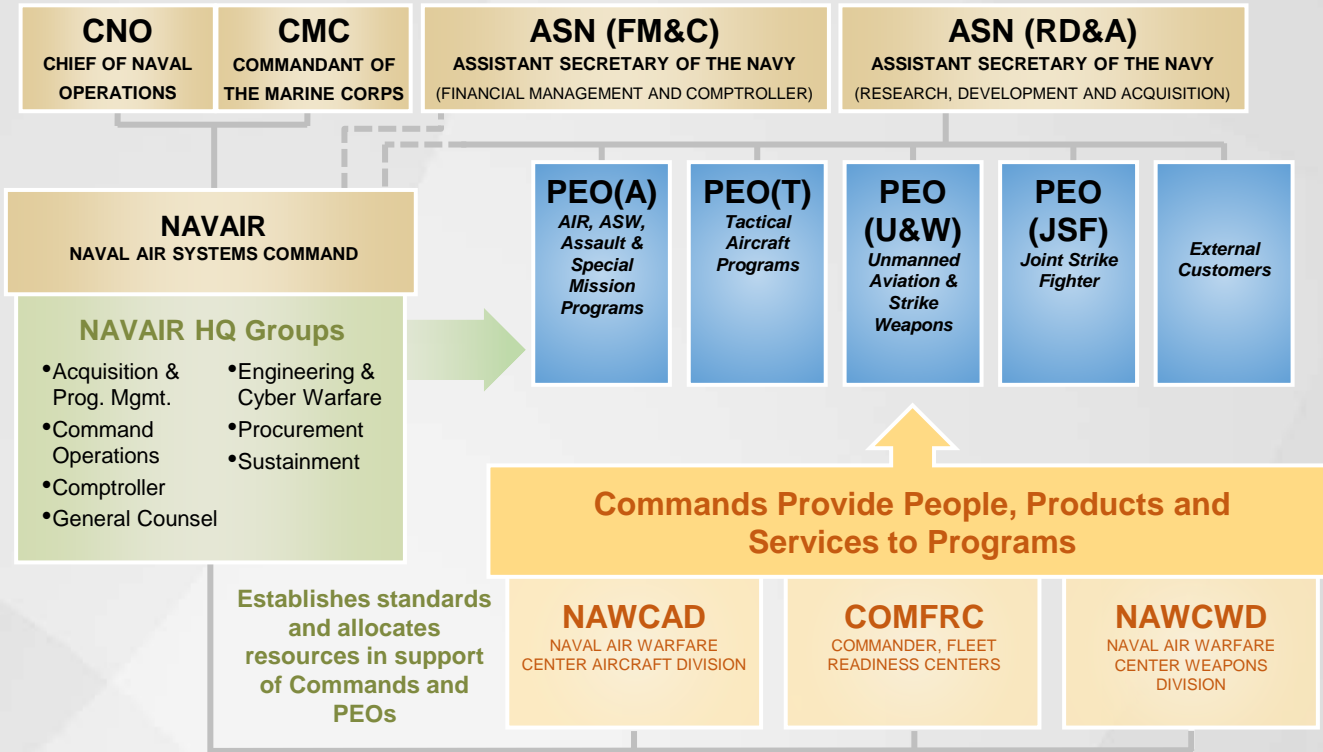 CNO
CHIEF OF NAVAL
OPERATIONS
CMC
COMMANDANT OF
THE MARINE CORPS
ASN (FM&C)
ASSISTANT SECRETARY OF THE NAVY
(FINANCIAL MANAGEMENT AND COMPTROLLER)
ASN (RD&A)
ASSISTANT SECRETARY OF THE NAVY
(RESEARCH, DEVELOPMENT AND ACQUISITION)
NAVAIR
NAVAL AIR SYSTEMS COMMAND
PEO(A)
AIR, ASW,
Assault &
Special
Mission
Programs
PEO(T)
Tactical
Aircraft
Programs
PEO
(U&W)
Unmanned
Aviation &
Strike
Weapons
PEO
(JSF)
Joint Strike
Fighter
External
Customers
NAVAIR HQ Groups
•Acquisition &
Prog. Mgmt.
•Command
Operations
•Comptroller
•General Counsel
•Engineering &
Cyber Warfare
•Procurement
•Sustainment
Commands Provide People, Products and
Services to Programs
Establishes standards
and allocates
resources in support
of Commands and
PEOs
NAWCAD
NAVAL AIR WARFARE
CENTER AIRCRAFT DIVISION
COMFRC
COMMANDER, FLEET
READINESS CENTERS
NAWCWD
NAVAL AIR WARFARE
CENTER WEAPONS
DIVISION